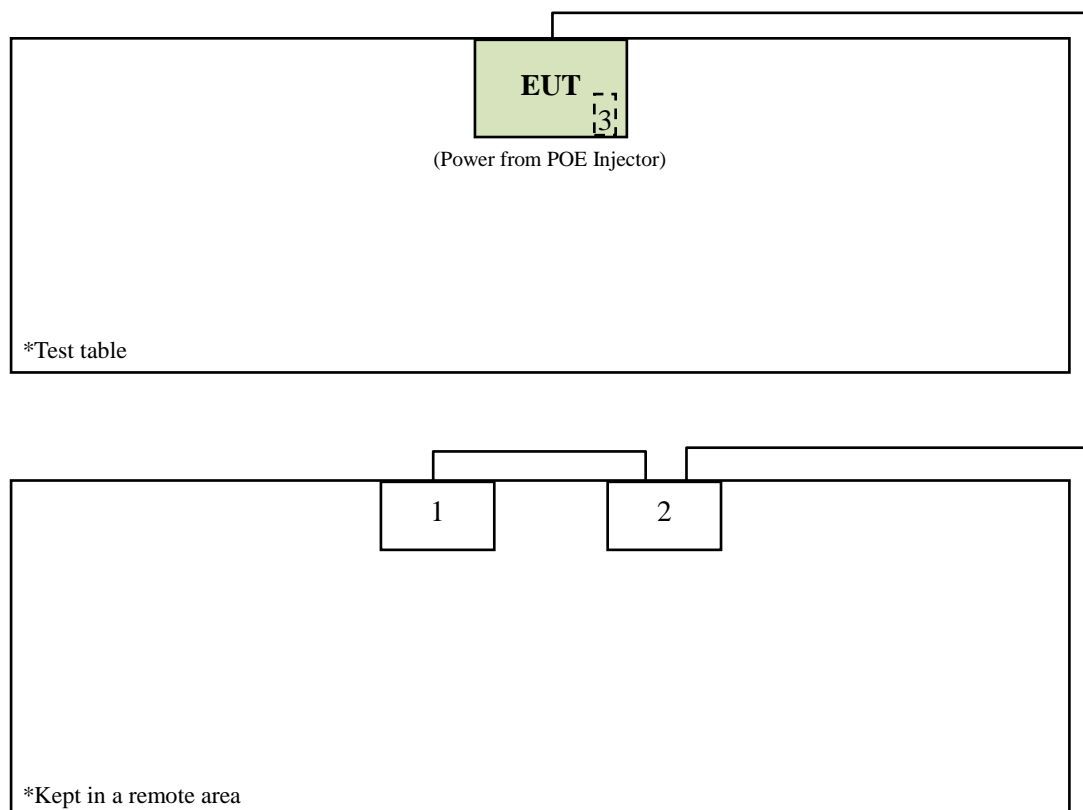 EUT
3
(Power from POE Injector)
*Test table
1 2
*Kept in a remote area